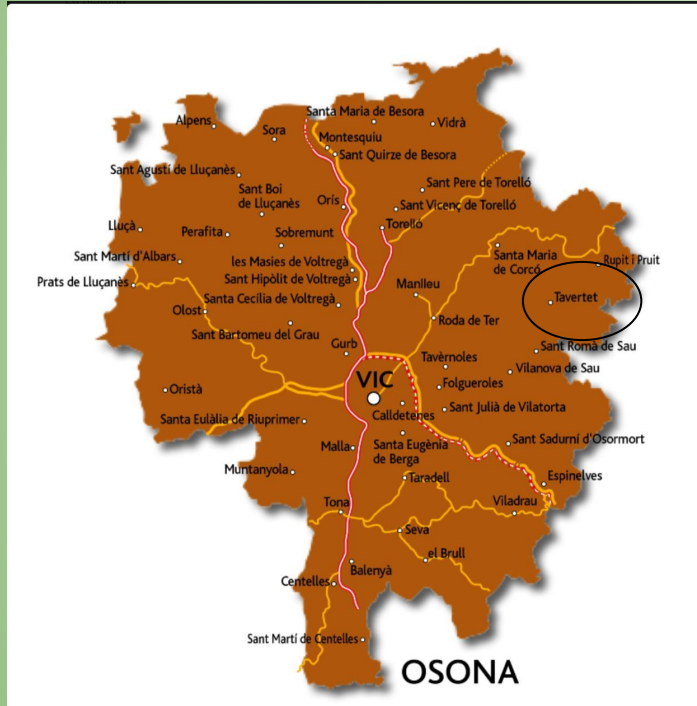 Santa Maria de Besora
Alpens
Vidrà
Sora
Montesquiu
Sant Quirze de Besora
Sant Agustí de Lluçanès
Sant Pere de Torelló
Sant Boi
de Lluçanès
Orís
Sant Vicenç de Torelló
Lluçà
Perafita
Sobremunt
Torelló
Santa Maria
de Corcó
Sant Martí d'Albars
les Masies de Voltregà
Rupit i Pruit
Prats de Lluçanès
Sant Hipòlit de Voltregà
Manlleu
Santa Cecília de Voltregà
Tavertet
Olost
Roda de Ter
Sant Bartomeu del Grau
Gurb
Sant Romà de Sau
Tavèrnoles
Vilanova de Sau
VIC
Folgueroles
Oristà
Calldetenes
Sant Julià de Vilatorta
Santa Eulàlia de Riuprimer
Malla
Santa Eugènia
de Berga
Sant Sadurní d'Osormort
Muntanyola
Taradell
Espinelves
Tona
Viladrau
Seva
el Brull
Balenyà
Centelles
Sant Martí de Centelles
OSONA